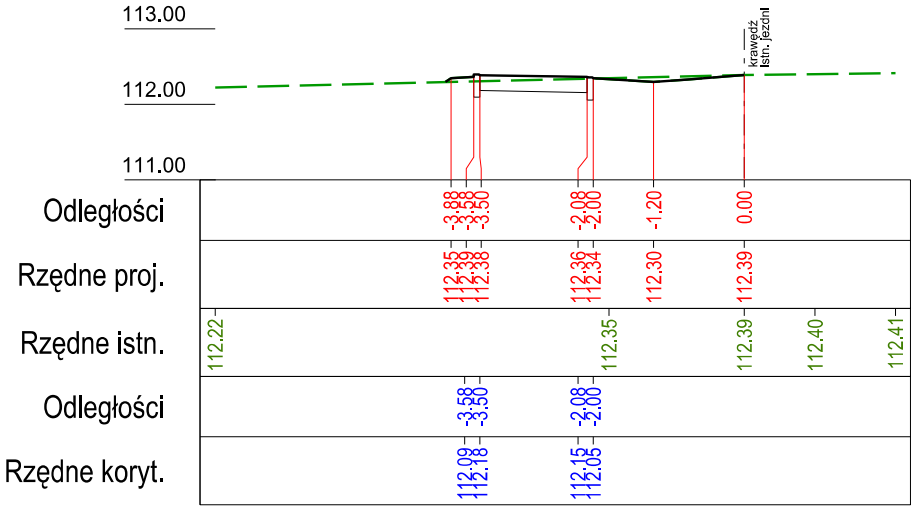 113.00
112.00
111.00
krawędź
Istn. jezdni
Odległości
-3.88 -3.58 -3.50 -2.08 -2.00 -1.20 0.00
Rzędne proj.
112.35 112.39 112.38 112.36 112.34 112.30 112.39
Rzędne istn.
112.22 112.35 112.39 112.40 112.41
Odległości
-3.58 -3.50 -2.08 -2.00
Rzędne koryt.
112.09 112.18 112.15 112.05